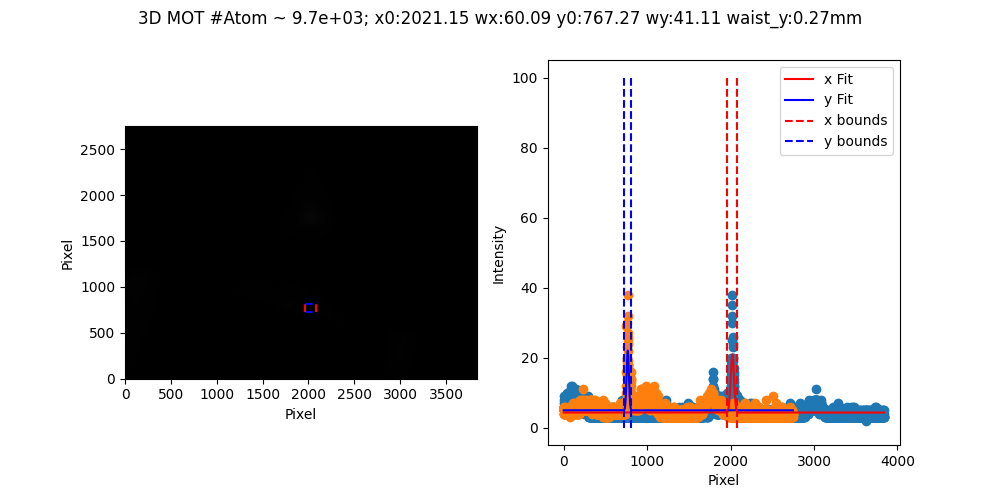 3D MOT #Atom ~ 9.7e+03; x0:2021.15 wx:60.09 y0:767.27 wy:41.11 waist_y:0.27mm
2500
2000
1500
1000
500
0
Pixel
0 500 1000 1500 2000 2500 3000 3500
Pixel
100
80
60
40
20
0
Intensity
0 1000 2000 3000 4000
Pixel
x Fit
y Fit
x bounds
y bounds